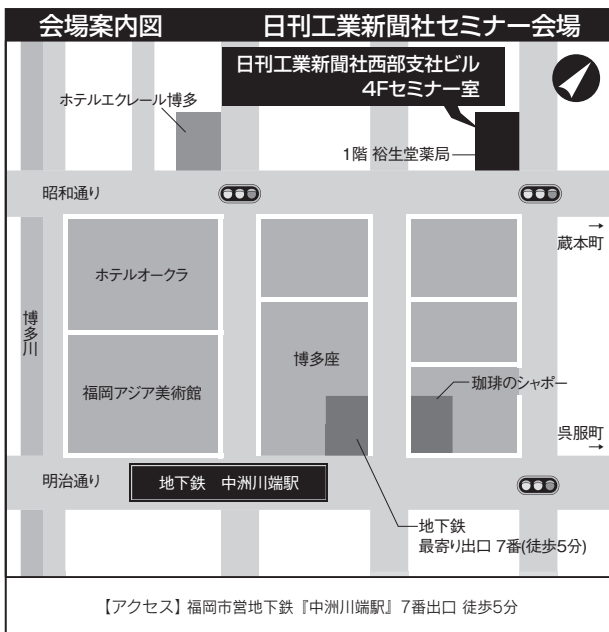 会場案内図　日刊工業新聞社セミナー会場
日刊工業新聞社西部支社ビル
4Fセミナー室
ホテルエクレール博多
1階 裕生堂薬局
昭和通り
→
蔵本町
ホテルオークラ
博多川
博多座
福岡アジア美術館
珈琲のシャポー
呉服町
→
明治通り
地下鉄　中洲川端駅
地下鉄
最寄り出口 7番(徒歩5分)
【アクセス】福岡市営地下鉄『中洲川端駅』7番出口 徒歩5分